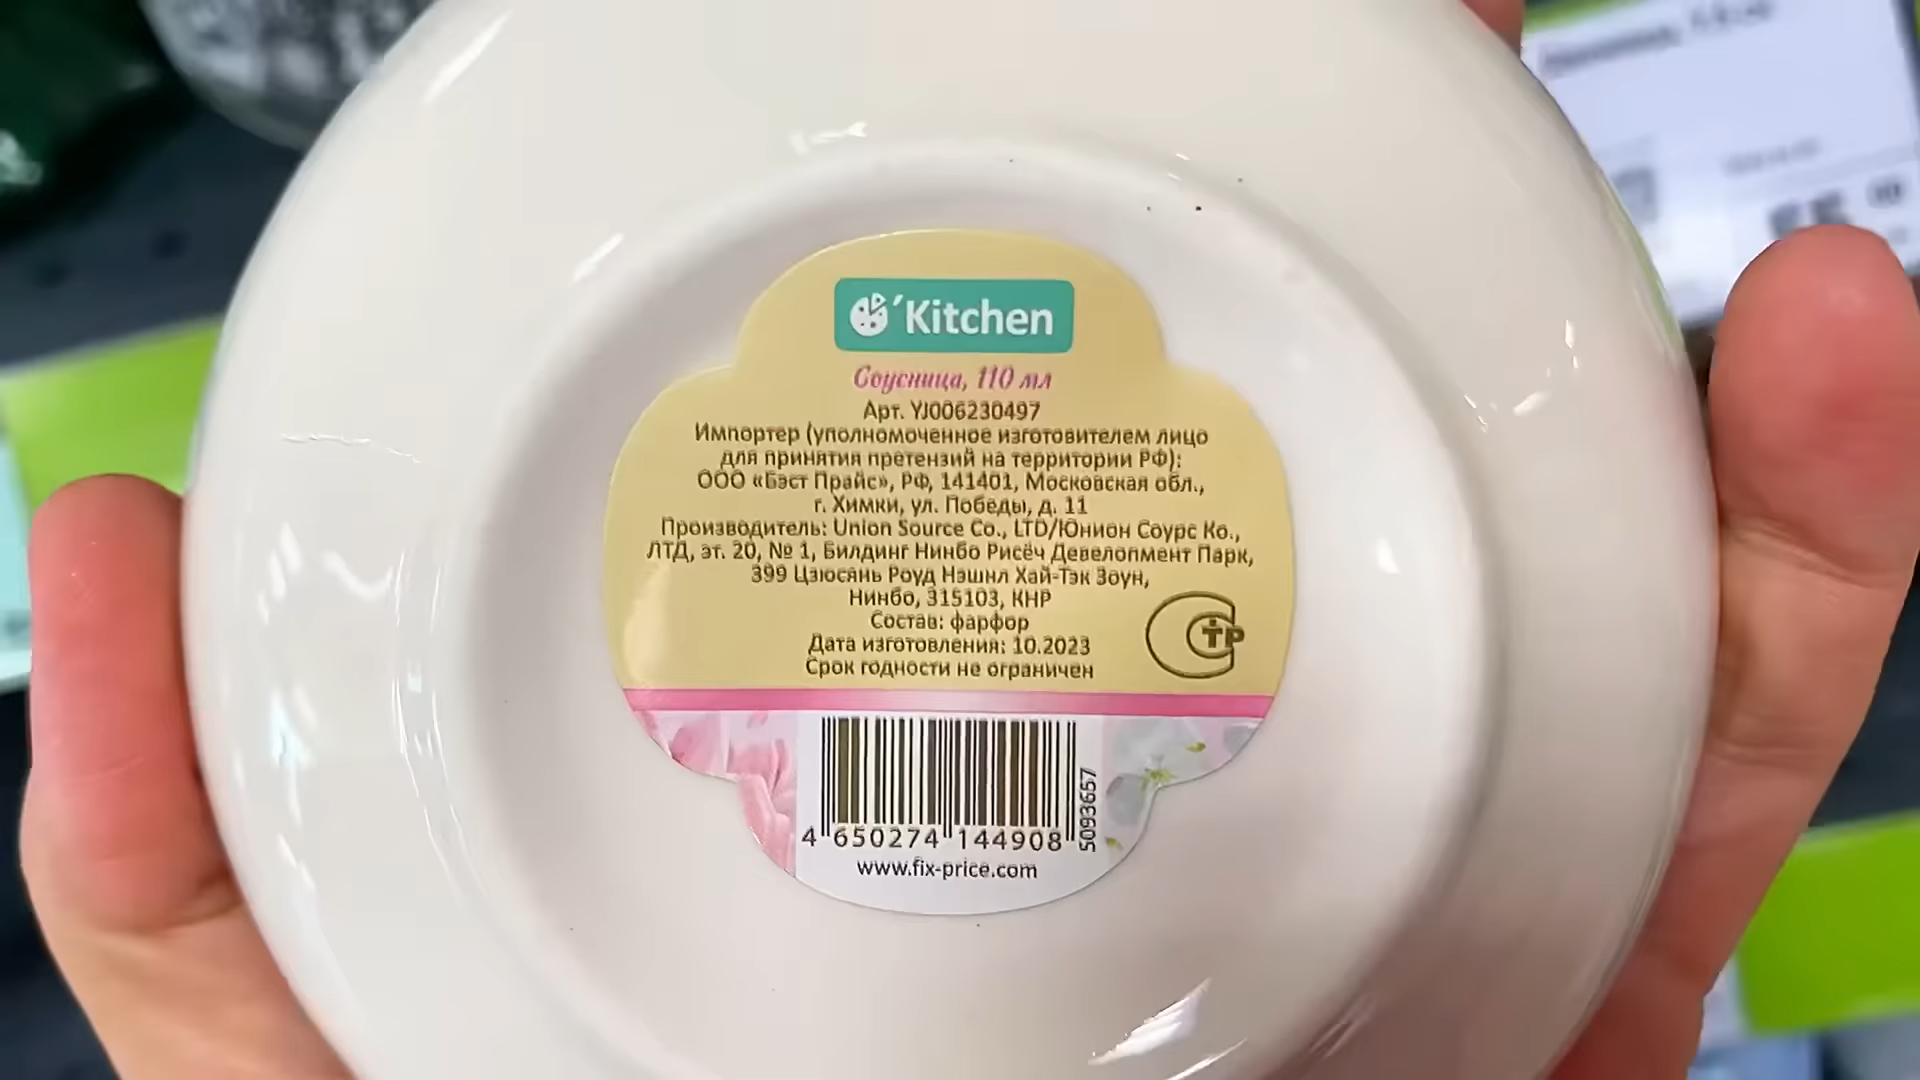 'Kitchen
Соусница, 110 мл
Арт. YJ006230497
Импортер (уполномоченное изготовителем лицо
для принятия претензий на территории РФ):
ООО «Бэст Прайс», РФ, 141401, Московская обл.,
г. Химки, ул. Победы, д. 11
Производитель: Union Source Co., LTD/Юнион Соурс Ко.,
ЛТД, эт. 20, № 1, Билдинг Нинбо Рисёч Девелопмент Парк,
399 Цзюсянь Роуд Нэшнл Хай-Тэк Зоун,
Нинбо, 315103, КНР
Состав: фарфор
Дата изготовления: 10.2023
Срок годности не ограничен
СТР
5093657
4 650274 144908
www.fix-price.com